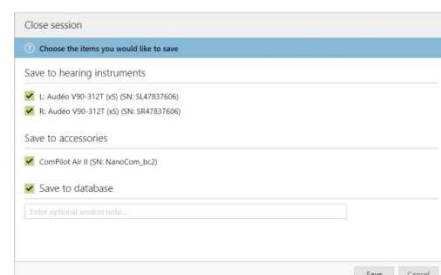 Close session
Choose the items you would like to save
Save to hearing instruments
L: Audéo V90-312T (xS) (SN: SL47837606)
R: Audéo V90-312T (xS) (SN: SR47837606)
Save to accessories
ComPilot Air II (SN: NanoCom_bc2)
Save to database
Enter optional session note...
Save Cancel